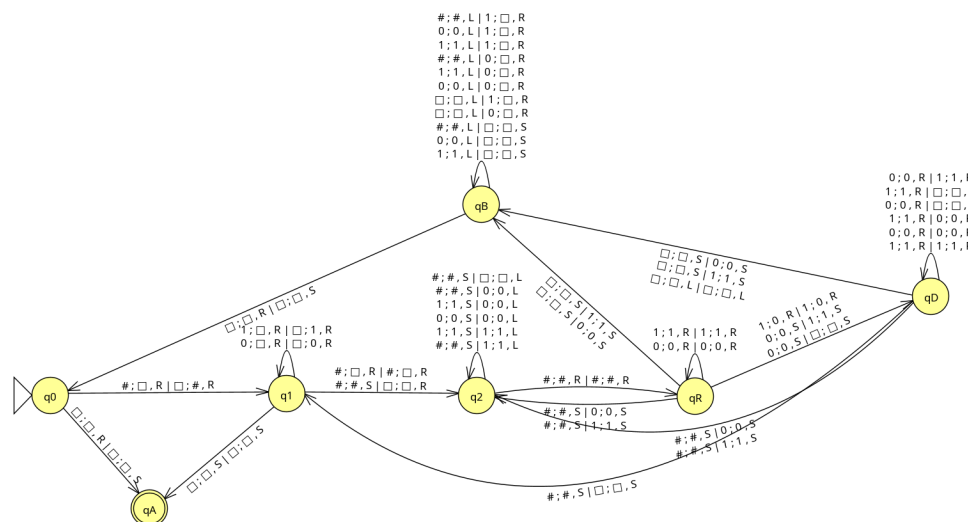 #;#,L|1;□,R
0;0,L|1;□,R
1;1,L|1;□,R
#;#,L|0;□,R
1;1,L|0;□,R
0;0,L|0;□,R
□;□,L|1;□,R
□;□,L|0;□,R
#;#,L|□;□,S
0;0,L|□;□,S
1;1,L|□;□,S
qB
0;0,R|1;1,R
1;1,R|□;□,
0;0,R|□;□,
1;1,R|0;0,R
0;0,R|0;0,R
1;1,R|1;1,R
qD
□;□,S|0;0,S
□;□,S|1;1,S
□;□,L|□;□,L
□;□,S|1;1,S
□;□,S|0;0,S
□;□,R|□;□,S
#;#,S|□;□,L
#;#,S|0;0,L
1;1,S|0;0,L
0;0,S|0;0,L
1;1,S|1;1,L
#;#,S|1;1,L
1;□,R|□;1,R
0;□,R|□;0,R
1;1,R|1;1,R
0;0,R|0;0,R
1;0,R|1;0,R
0;0,S|1;1,S
0;0,S|□;□,S
q0
#;□,R|□;#,R
q1
#;□,R|#;□,R
#;#,S|□;□,R
q2
#;#,R|#;#,R
#;#,S|0;0,S
#;#,S|1;1,S
qR
□;□,R|□;□,S
□;□,S|□;□,S
#;#,S|0;0,S
#;#,S|1;1,S
#;#,S|□;□,S
qA